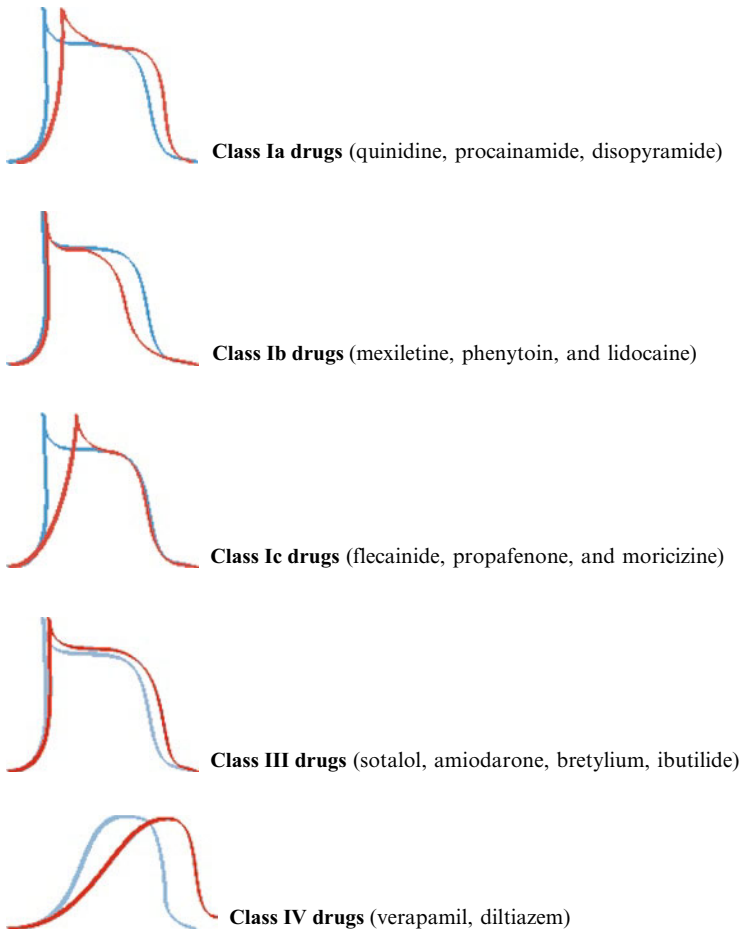 Class Ia drugs (quinidine, procainamide, disopyramide)
Class Ib drugs (mexiletine, phenytoin, and lidocaine)
Class Ic drugs (flecainide, propafenone, and moricizine)
Class III drugs (sotalol, amiodarone, bretylium, ibutilide)
Class IV drugs (verapamil, diltiazem)